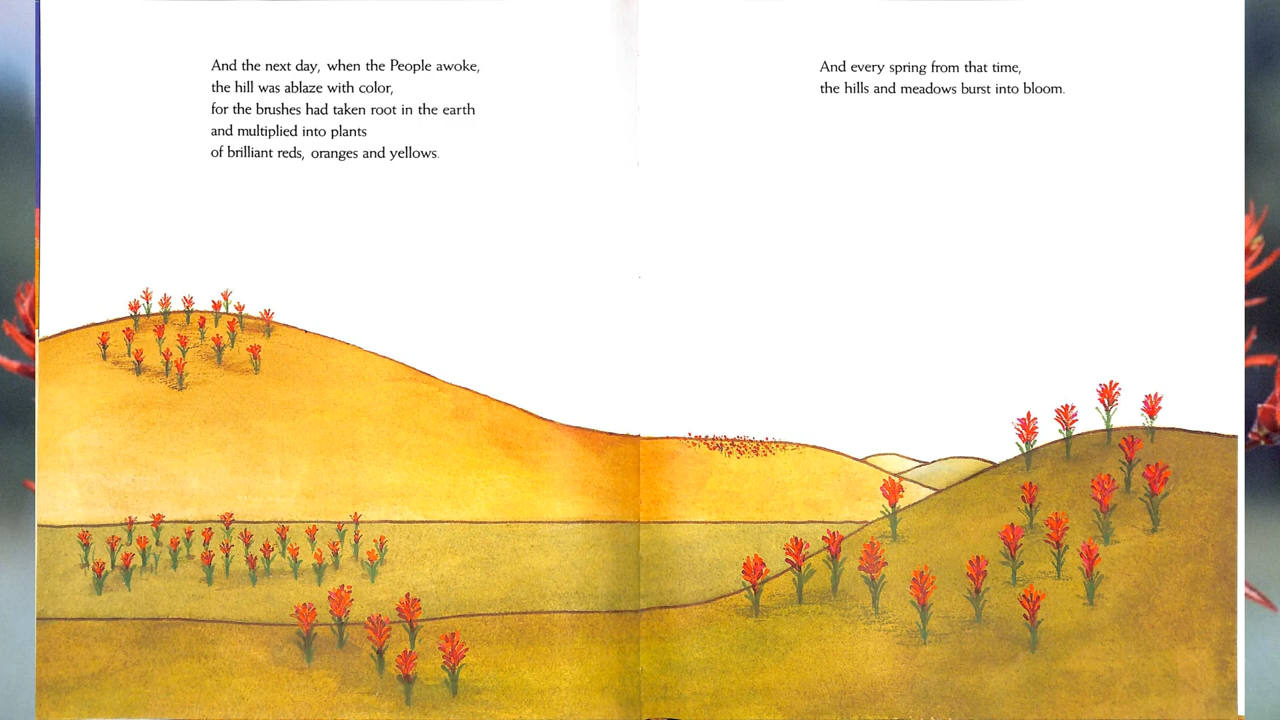 And the next day, when the People awoke,
the hill was ablaze with color,
for the brushes had taken root in the earth
and multiplied into plants
of brilliant reds, oranges and yellows.
And every spring from that time,
the hills and meadows burst into bloom.